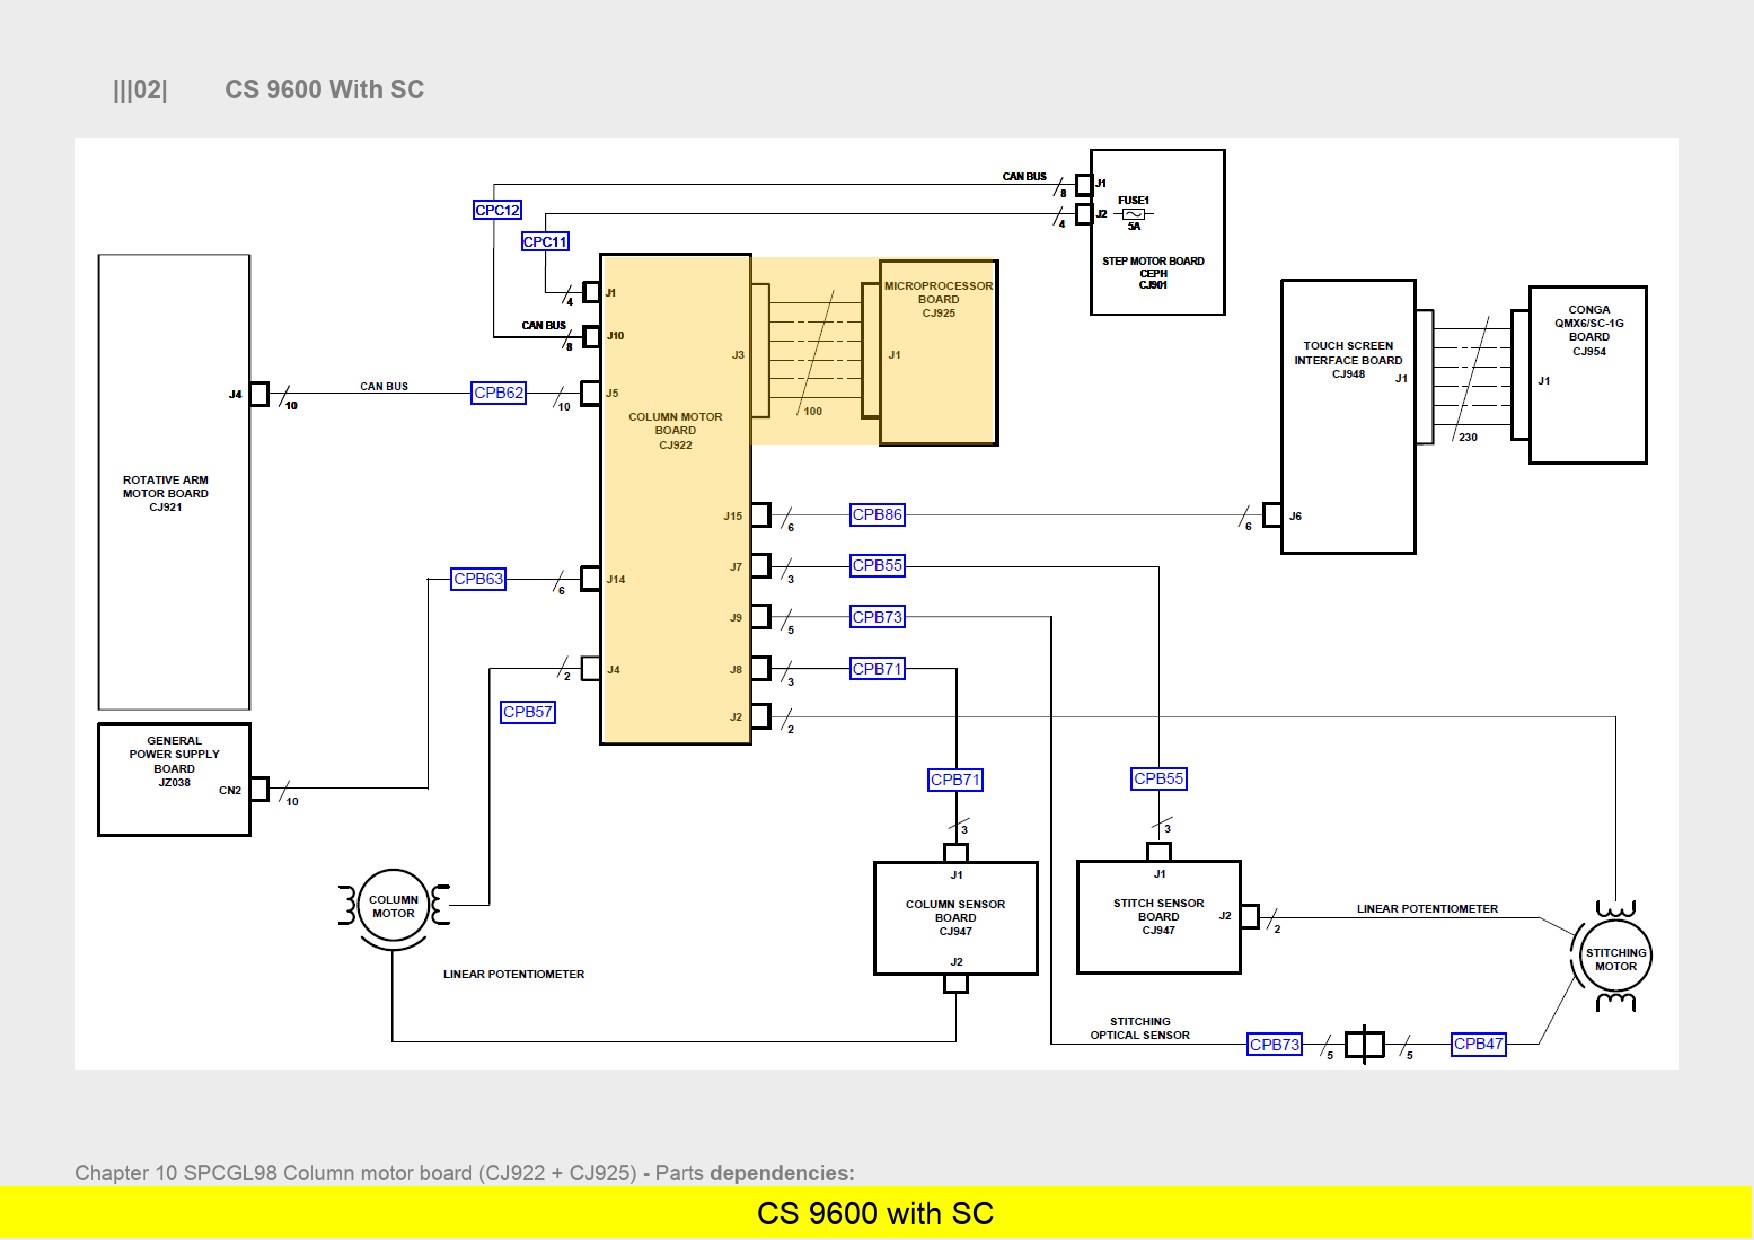 |||02| CS 9600 With SC
CAN BUS
8
J1
4
J2
FUSE1
5A
STEP MOTOR BOARD
CEPH
CJ901
CPC12
CPC11
4
J1
CAN BUS
8
J10
J4
10
CAN BUS
CPB62
10
J5
ROTATIVE ARM
MOTOR BOARD
CJ921
COLUMN MOTOR
BOARD
CJ922
J3
100
MICROPROCESSOR
BOARD
CJ925
J1
TOUCH SCREEN
INTERFACE BOARD
CJ948
J1
230
CONGA
QMX6/SC-1G
BOARD
CJ954
J1
J15
6
CPB86
6
J6
J7
3
CPB55
CPB63
6
J14
J9
5
CPB73
2
J4
J8
3
CPB71
CPB57
J2
2
GENERAL
POWER SUPPLY
BOARD
JZ038
CN2
10
CPB71
3
CPB55
3
COLUMN
MOTOR
LINEAR POTENTIOMETER
J1
COLUMN SENSOR
BOARD
CJ947
J2
J1
STITCH SENSOR
BOARD
CJ947
J2
2
LINEAR POTENTIOMETER
STITCHING
MOTOR
STITCHING
OPTICAL SENSOR
CPB73
5
5
CPB47
Chapter 10 SPCGL98 Column motor board (CJ922 + CJ925) - Parts dependencies:
CS 9600 with SC